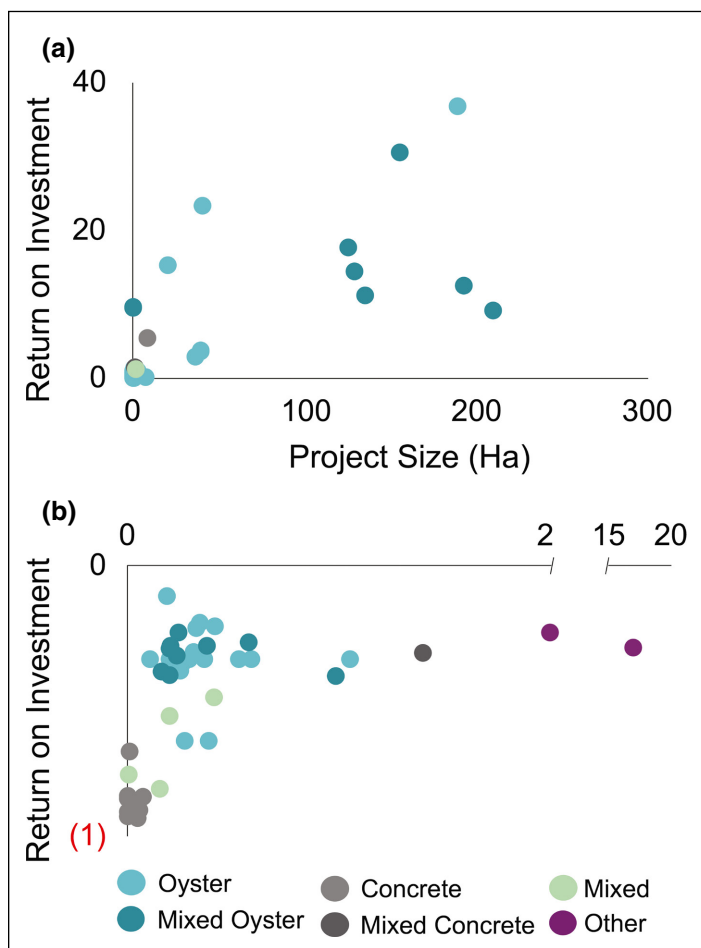 (a)
40
20
0
Return on Investment
0 100 200 300
Project Size (Ha)
(b)
0 2 15 20
0
Return on Investment
(1)
Oyster Concrete Mixed
Mixed Oyster Mixed Concrete Other